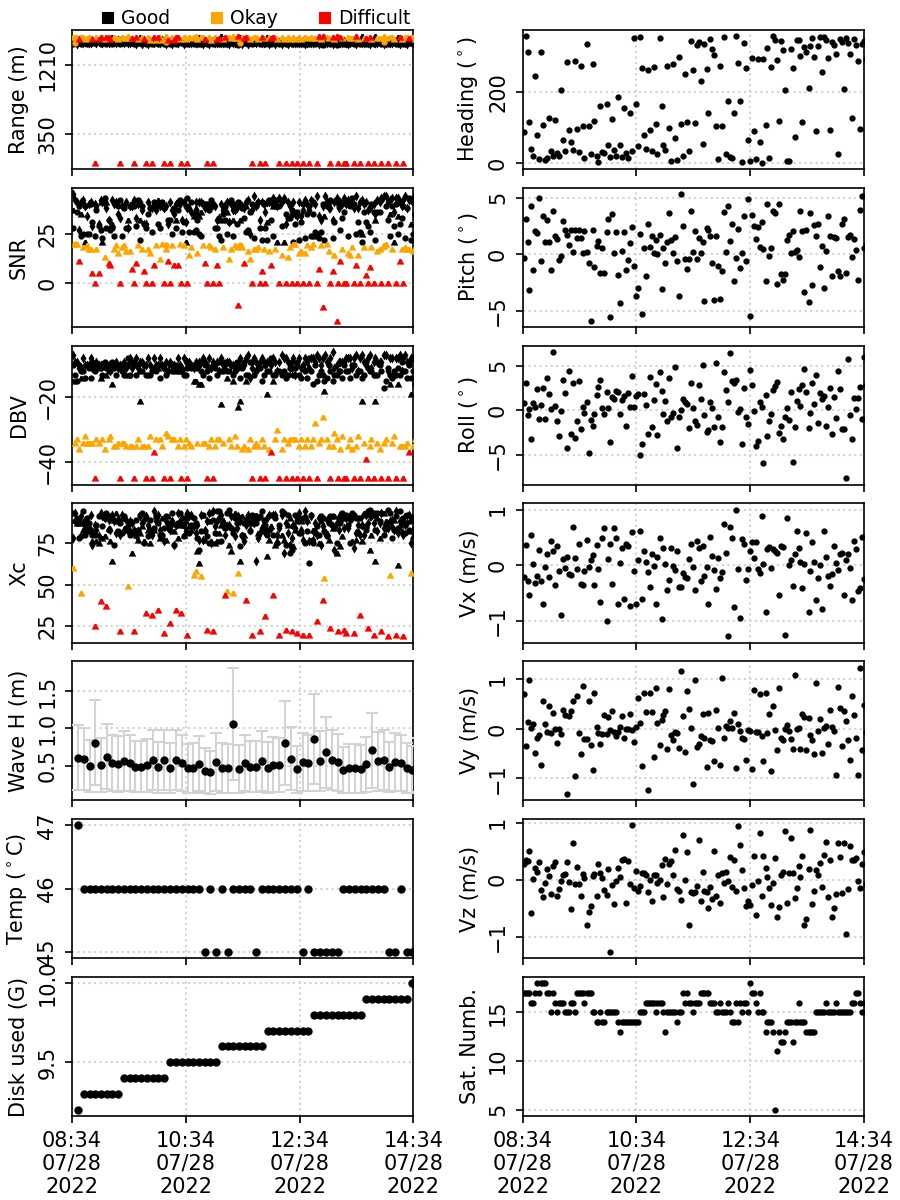 Good Okay Difficult
Range (m)
1210
350
Heading (°)
200
0
SNR
25
0
Pitch (°)
5
0
−5
DBV
−20
−40
Roll (°)
5
0
−5
Xc
75
50
25
Vx (m/s)
1
0
−1
Wave H (m)
1.5
1.0
0.5
Vy (m/s)
1
0
−1
Temp (°C)
47
46
45
Vz (m/s)
1
0
−1
Disk used (G)
10.0
9.5
Sat. Numb.
15
10
5
08:34 10:34 12:34 14:34 08:34 10:34 12:34 14:34
07/28 07/28 07/28 07/28 07/28 07/28 07/28 07/28
2022 2022 2022 2022 2022 2022 2022 2022